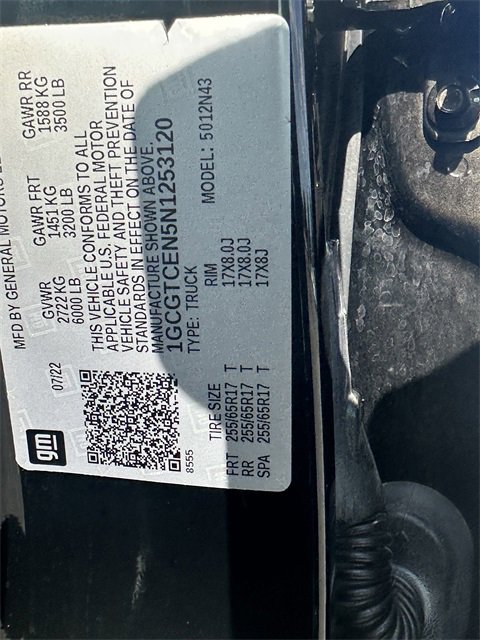 MFD BY GENERAL MOTORS
07/22
GVWR GAWR FRT GAWR RR
2722 KG 1451 KG 1588 KG
6000 LB 3200 LB 3500 LB
THIS VEHICLE CONFORMS TO ALL
APPLICABLE U.S. FEDERAL MOTOR
VEHICLE SAFETY AND THEFT PREVENTION
STANDARDS IN EFFECT ON THE DATE OF
MANUFACTURE SHOWN ABOVE.
1GCGTCEN5N1253120
TYPE: TRUCK MODEL: 5012N43
gm
8555
TIRE SIZE RIM
FRT 255/65R17 T 17X8.0J
RR 255/65R17 T 17X8.0J
SPA 255/65R17 T 17X8J